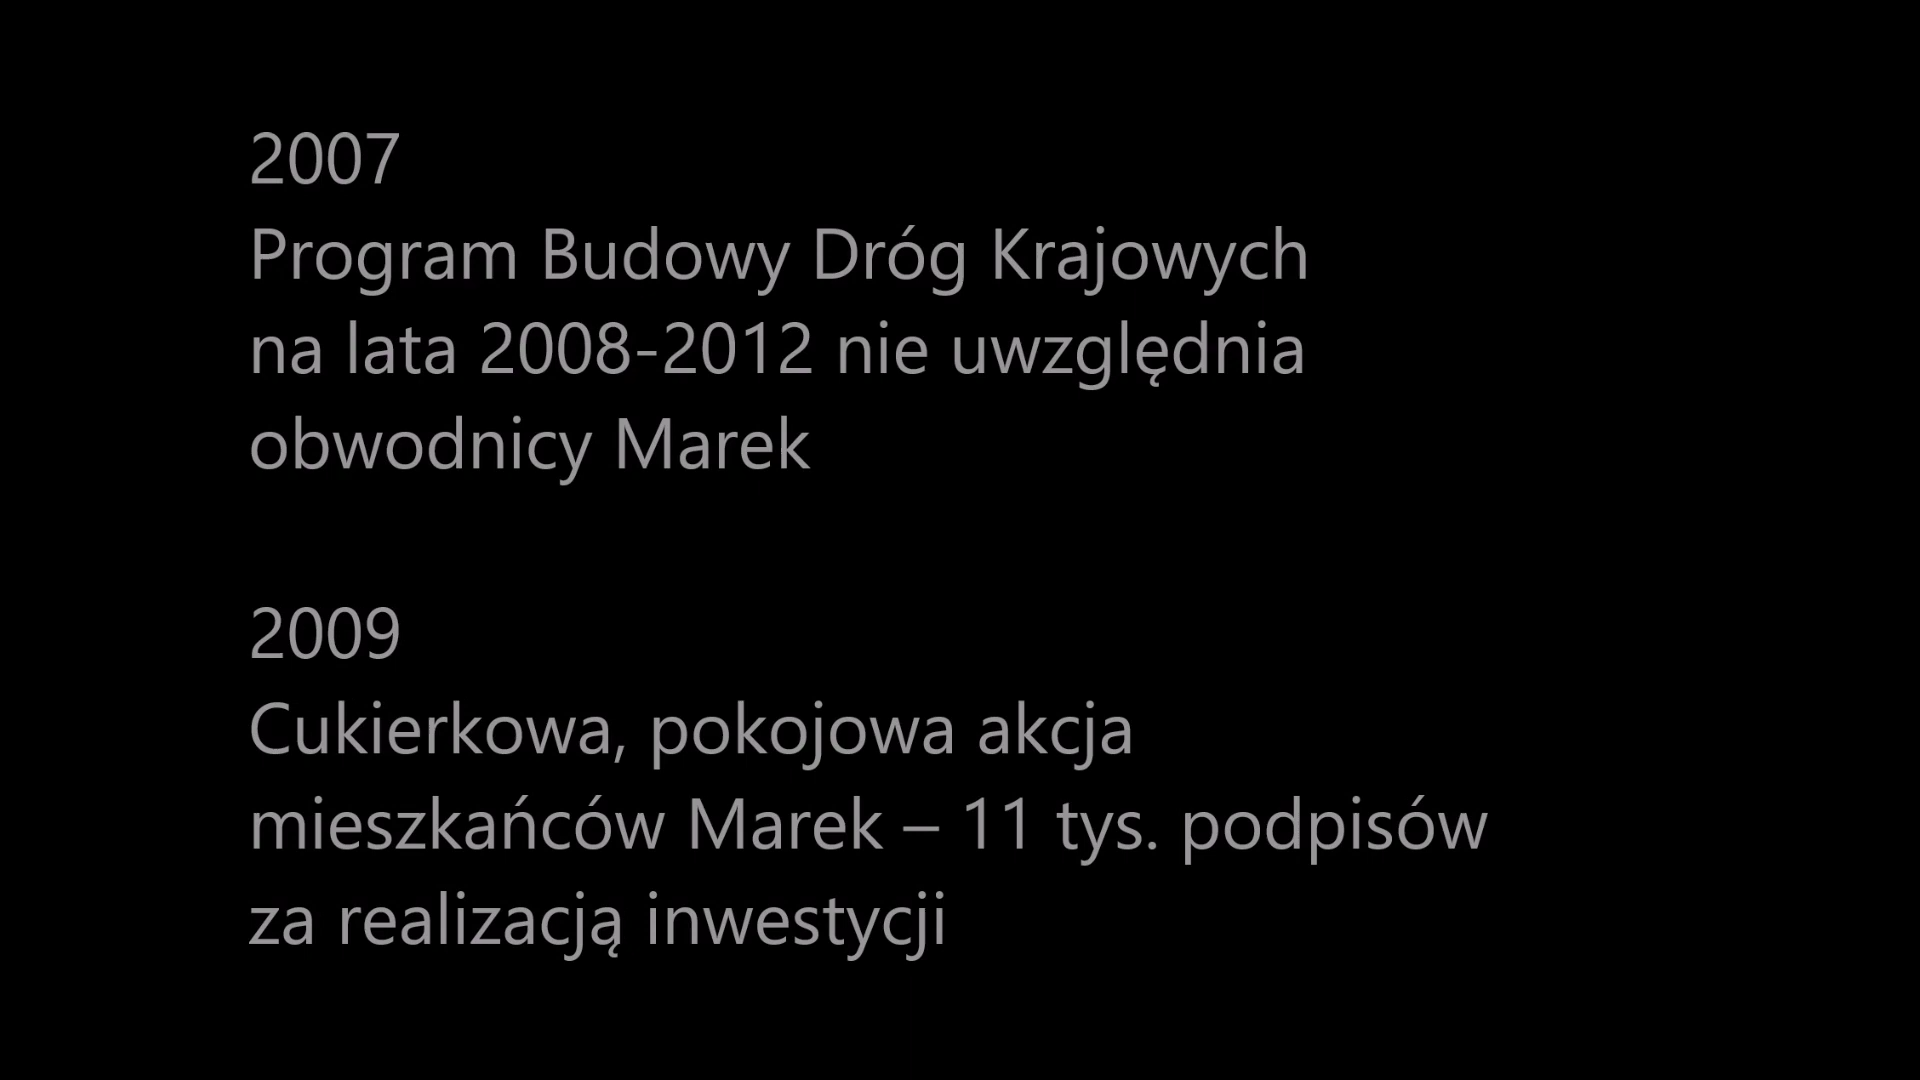 2007
Program Budowy Dróg Krajowych
na lata 2008-2012 nie uwzględnia
obwodnicy Marek
2009
Cukierkowa, pokojowa akcja
mieszkańców Marek – 11 tys. podpisów
za realizacją inwestycji